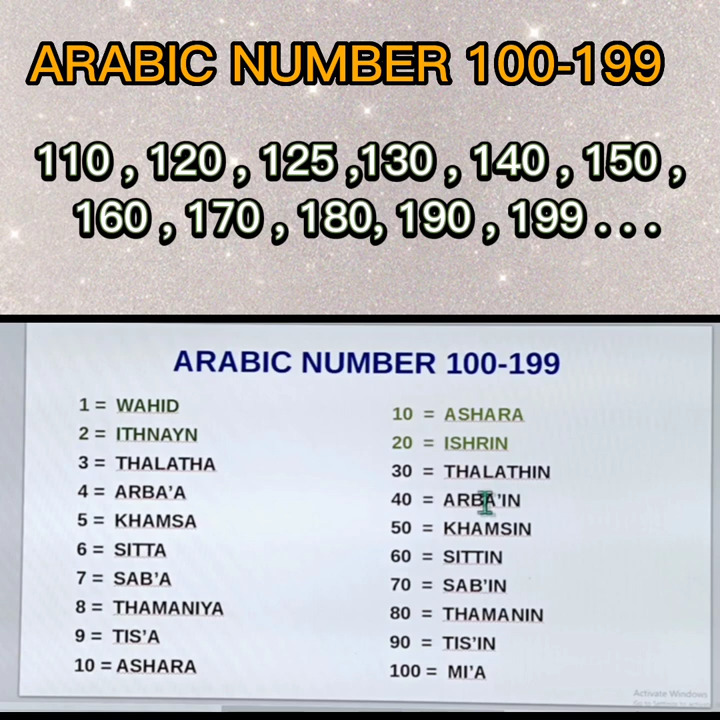 ARABIC NUMBER 100-199
110 , 120 , 125 ,130 , 140 , 150 ,
160 , 170 , 180, 190 , 199 . . .
ARABIC NUMBER 100-199
1 = WAHID
2 = ITHNAYN
3 = THALATHA
4 = ARBA'A
5 = KHAMSA
6 = SITTA
7 = SAB'A
8 = THAMANIYA
9 = TIS'A
10 = ASHARA
10 = ASHARA
20 = ISHRIN
30 = THALATHIN
40 = ARBA'IN
50 = KHAMSIN
60 = SITTIN
70 = SAB'IN
80 = THAMANIN
90 = TIS'IN
100 = MI'A
Activate Windows